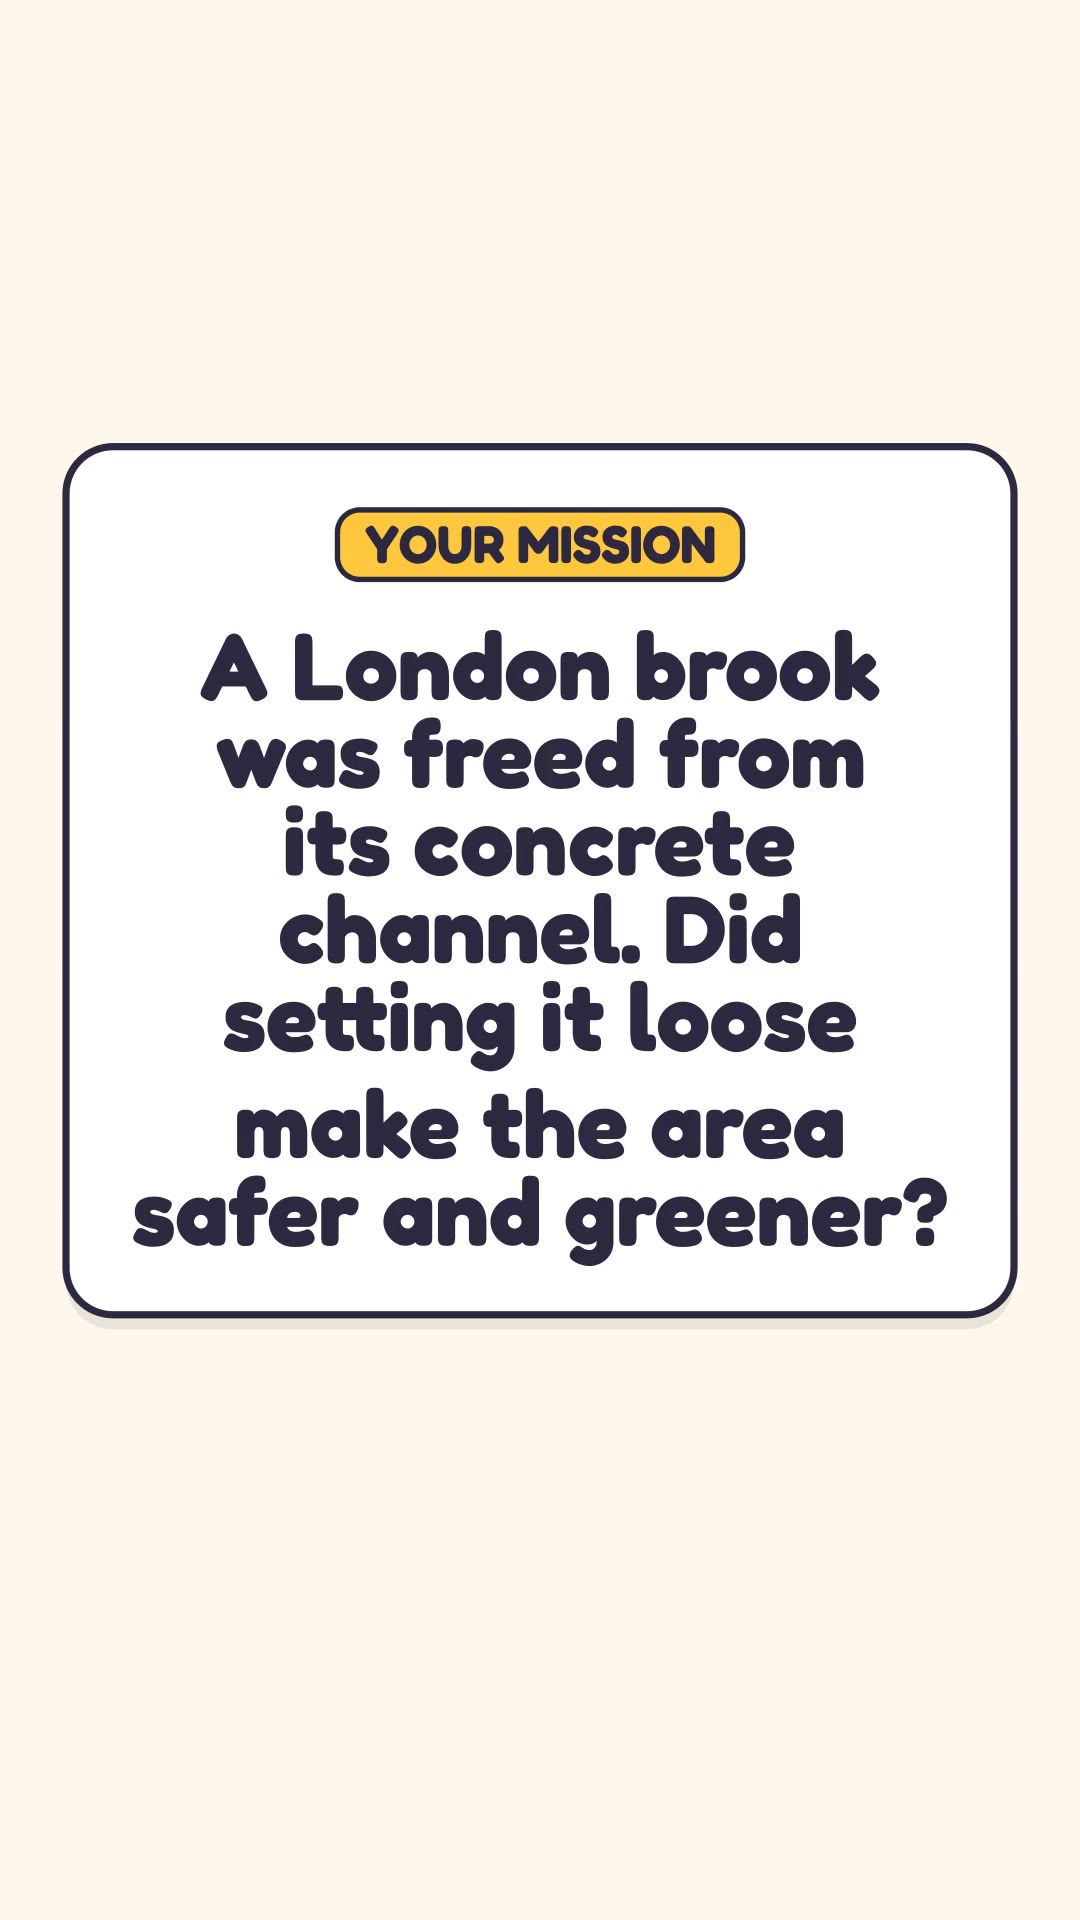 YOUR MISSION
A London brook
was freed from
its concrete
channel. Did
setting it loose
make the area
safer and greener?